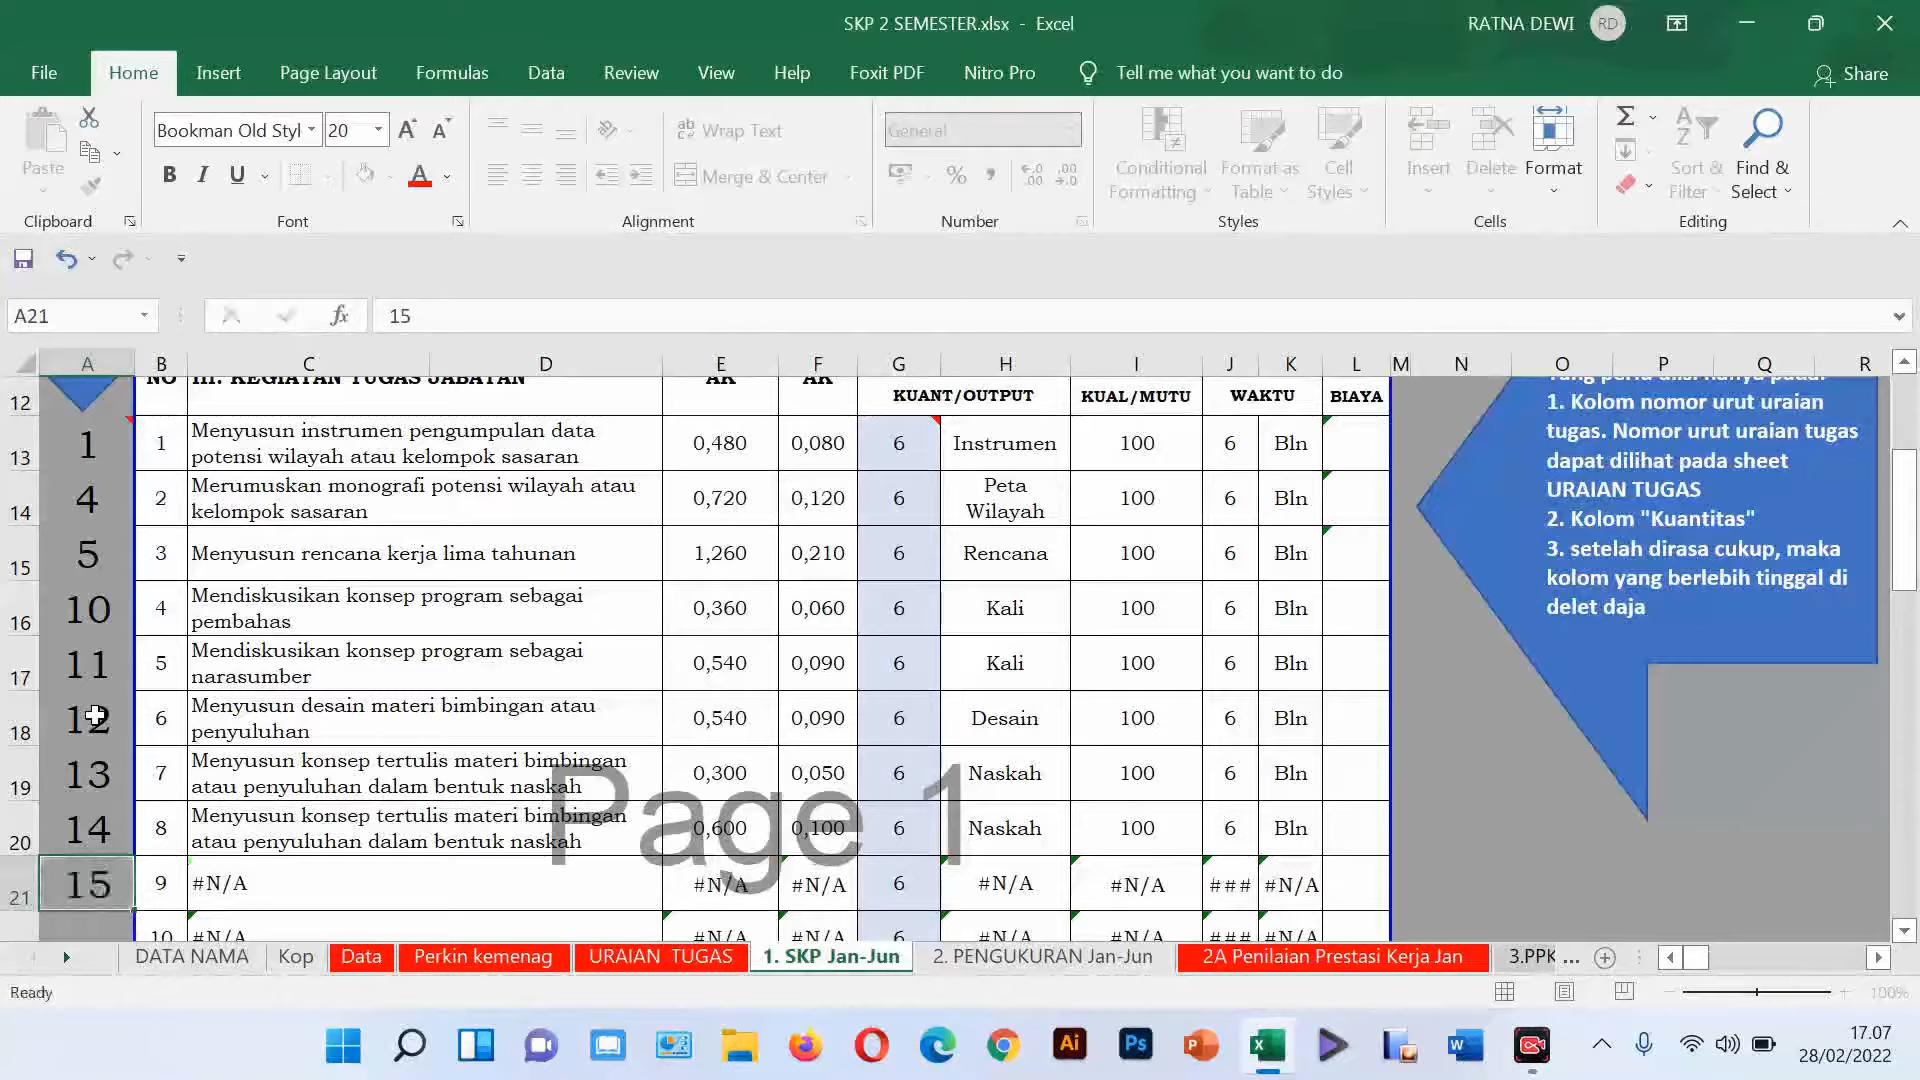 SKP 2 SEMESTER.xlsx - Excel
RATNA DEWI RD
File Home Insert Page Layout Formulas Data Review View Help Foxit PDF Nitro Pro Tell me what you want to do Share
Paste
Clipboard
Bookman Old Styl 20
Font
Wrap Text
Merge & Center
Alignment
General
Number
Conditional Formatting
Format as Table
Cell Styles
Styles
Insert Delete Format
Cells
Sort & Filter
Find & Select
Editing
A21 fx 15
A B C D E F G H I J K L M N O P Q R
12 NO III. KEGIATAN TUGAS JABATAN AK AK KUANT/OUTPUT KUAL/MUTU WAKTU BIAYA
13 1 1 Menyusun instrumen pengumpulan data potensi wilayah atau kelompok sasaran 0,480 0,080 6 Instrumen 100 6 Bln
14 4 2 Merumuskan monografi potensi wilayah atau kelompok sasaran 0,720 0,120 6 Peta Wilayah 100 6 Bln
15 5 3 Menyusun rencana kerja lima tahunan 1,260 0,210 6 Rencana 100 6 Bln
16 10 4 Mendiskusikan konsep program sebagai pembahas 0,360 0,060 6 Kali 100 6 Bln
17 11 5 Mendiskusikan konsep program sebagai narasumber 0,540 0,090 6 Kali 100 6 Bln
18 12 6 Menyusun desain materi bimbingan atau penyuluhan 0,540 0,090 6 Desain 100 6 Bln
19 13 7 Menyusun konsep tertulis materi bimbingan atau penyuluhan dalam bentuk naskah 0,300 0,050 6 Naskah 100 6 Bln
20 14 8 Menyusun konsep tertulis materi bimbingan atau penyuluhan dalam bentuk naskah 0,600 0,100 6 Naskah 100 6 Bln
21 15 9 #N/A #N/A #N/A 6 #N/A #N/A ### #N/A
10 #N/A #N/A #N/A 6 #N/A #N/A ### #N/A
Page 1
Yang perlu diisi hanya pada:
1. Kolom nomor urut uraian
tugas. Nomor urut uraian tugas
dapat dilihat pada sheet
URAIAN TUGAS
2. Kolom "Kuantitas"
3. setelah dirasa cukup, maka
kolom yang berlebih tinggal di
delet daja
DATA NAMA Kop Data Perkin kemenag URAIAN TUGAS 1. SKP Jan-Jun 2. PENGUKURAN Jan-Jun 2A Penilaian Prestasi Kerja Jan 3.PPK ...
Ready
100%
17.07
28/02/2022